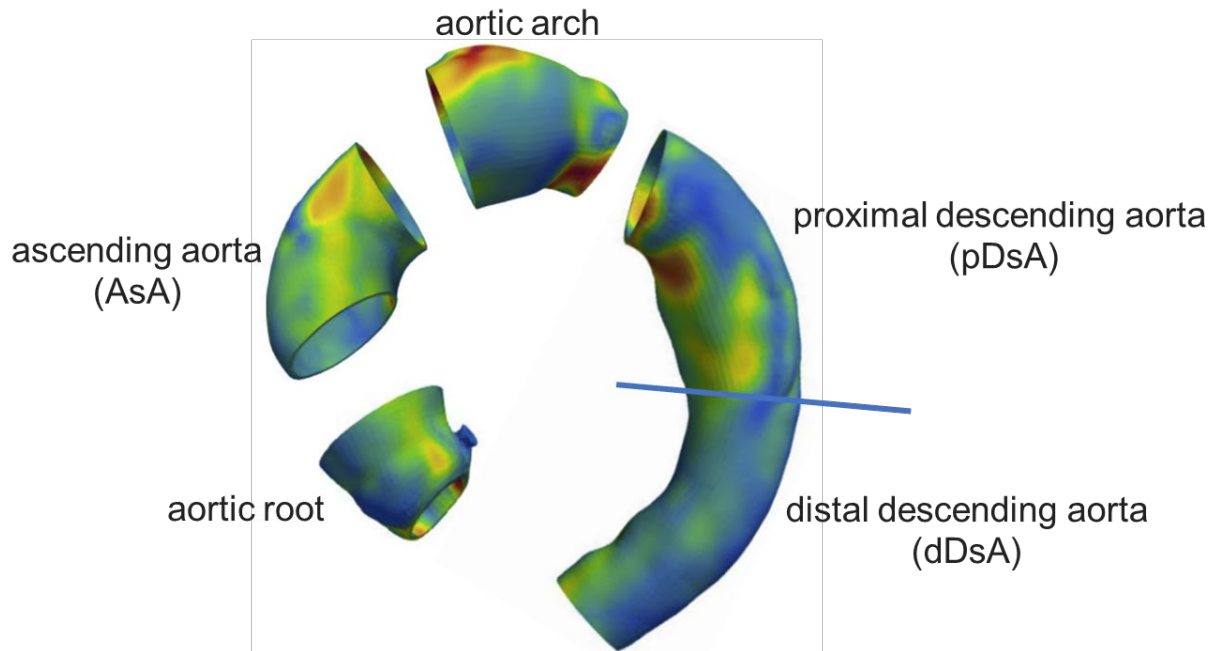 aortic arch
ascending aorta
(AsA)
proximal descending aorta
(pDsA)
aortic root
distal descending aorta
(dDsA)